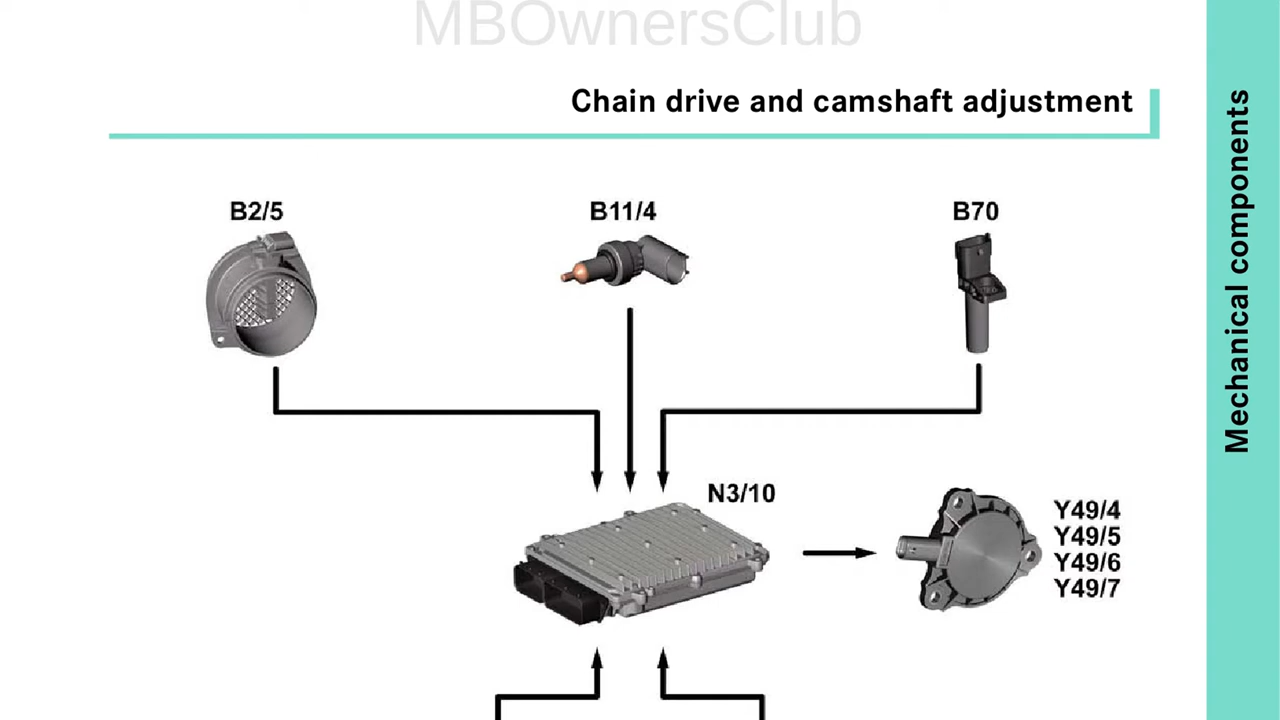 MBOwnersClub
Chain drive and camshaft adjustment
Mechanical components
B2/5
B11/4
B70
N3/10
Y49/4
Y49/5
Y49/6
Y49/7